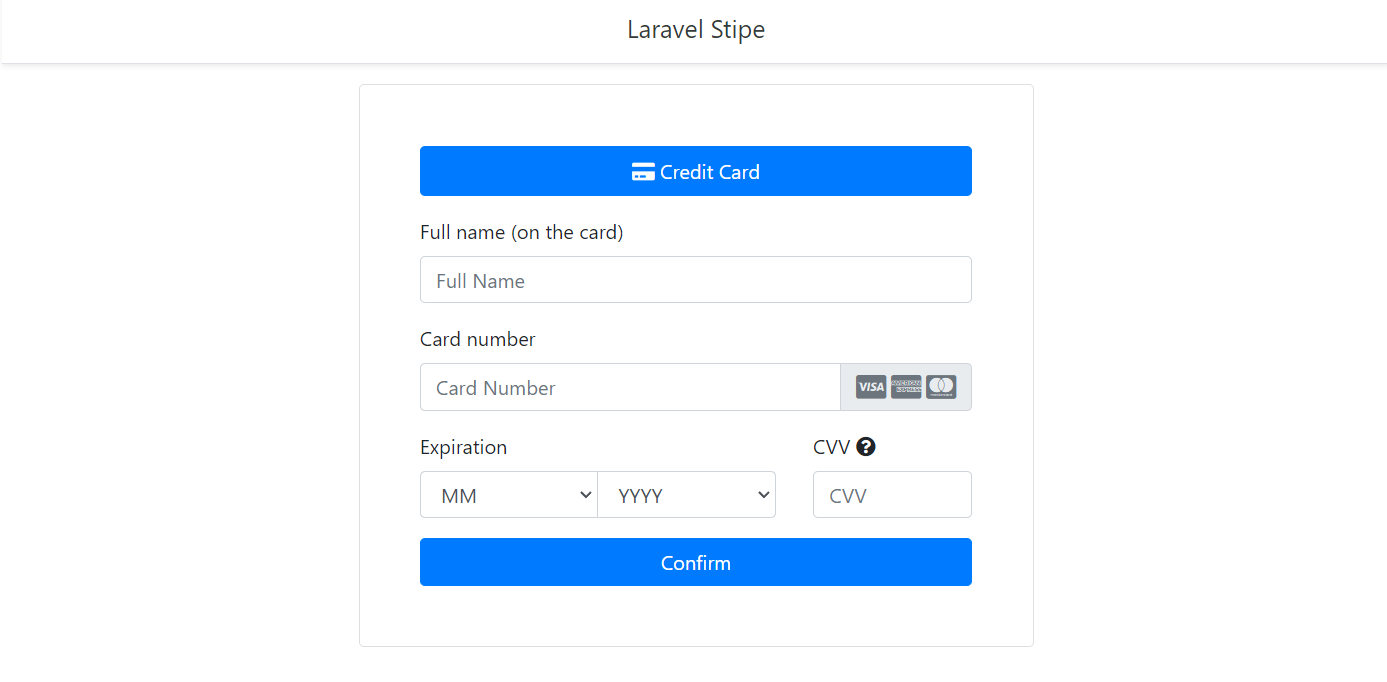 Laravel Stipe
Credit Card
Full name (on the card)
Full Name
Card number
Card Number
VISA AMERICAN EXPRESS mastercard
Expiration
CVV ?
MM YYYY CVV
Confirm